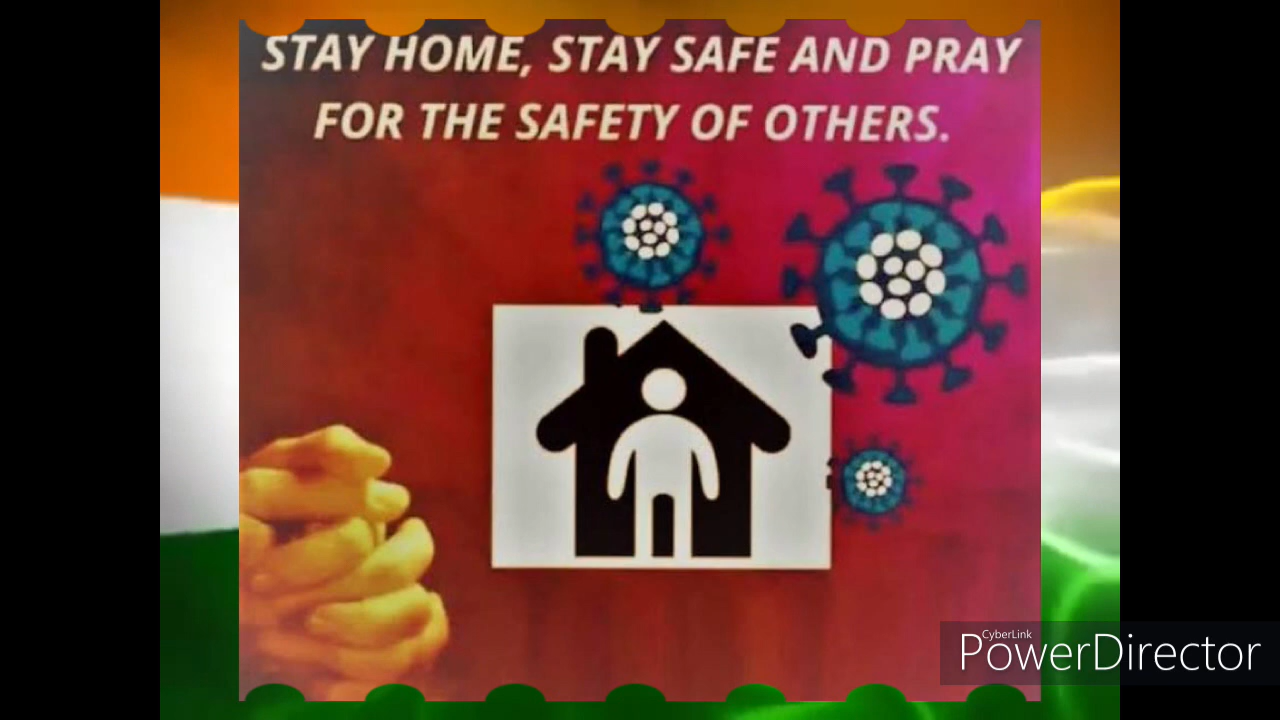 STAY HOME, STAY SAFE AND PRAY
FOR THE SAFETY OF OTHERS.
CyberLink
PowerDirector